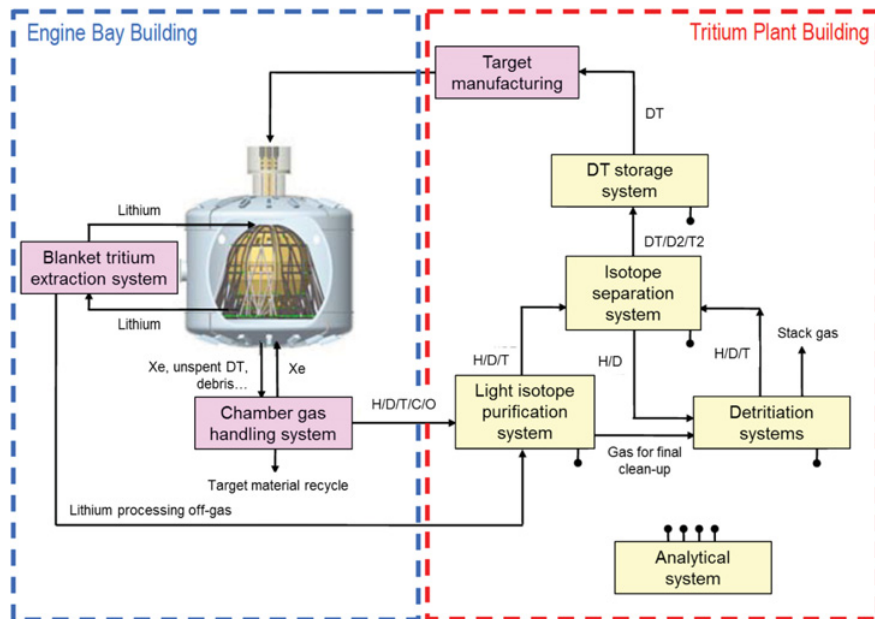 Engine Bay Building
Tritium Plant Building
Target
manufacturing
DT
DT storage
system
Lithium
Blanket tritium
extraction system
DT/D2/T2
Isotope
separation
system
Lithium
Stack gas
H/D/T
H/D
H/D/T
Xe, unspent DT,
debris...
Xe
Chamber gas
handling system
H/D/T/C/O
Light isotope
purification
system
Detritiation
systems
Gas for final
clean-up
Target material recycle
Lithium processing off-gas
Analytical
system